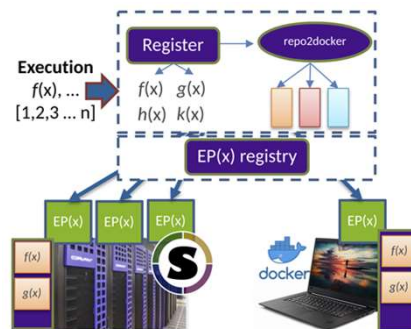 Register
repo2docker
Execution
f(x), ...
[1,2,3 ... n]
f(x) g(x)
h(x) k(x)
EP(x) registry
EP(x)
EP(x)
EP(x)
EP(x)
f(x)
g(x)
S
docker
f(x)
g(x)